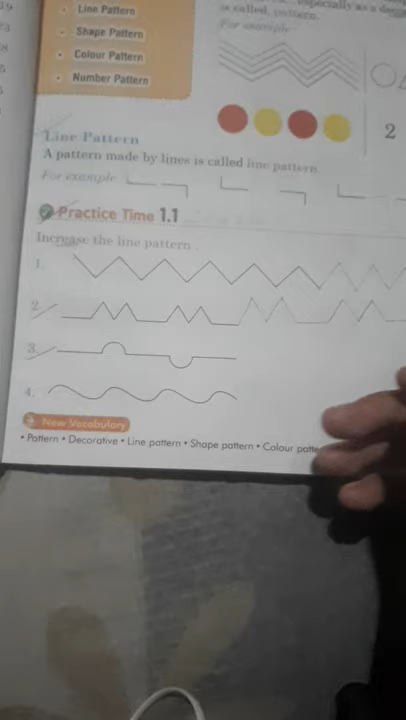 Line Pattern
Shape Pattern
Colour Pattern
Number Pattern
especially as a
is called, pattern.
For example
2
Line Pattern
A pattern made by lines is called line pattern.
For example
Practice Time 1.1
Increase the line pattern.
1.
2.
3.
4.
New Vocabulary
• Pattern • Decorative • Line pattern • Shape pattern • Colour